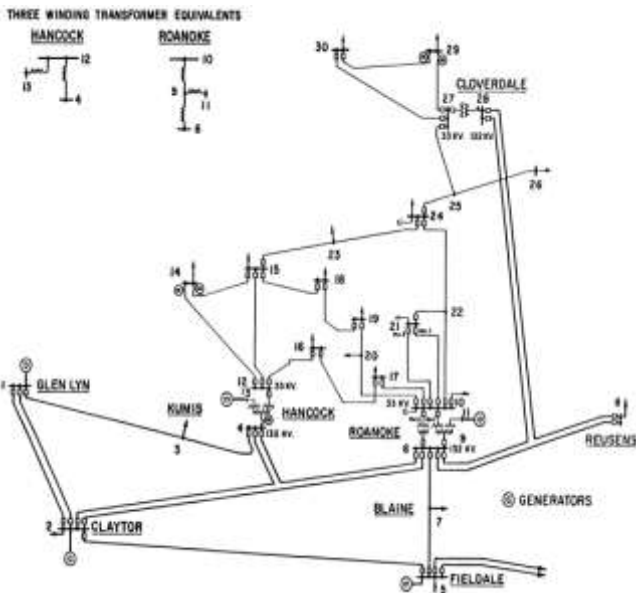 THREE WINDING TRANSFORMER EQUIVALENTS
HANCOCK
ROANOKE
12
13
4
10
9
11
6
30
29
CLOVERDALE
27
28
33 KV.
132 KV.
26
25
24
23
14
15
18
19
22
21
16
20
17
12
13
33 KV.
HANCOCK
4
132 KV.
33 KV.
10
11
ROANOKE
9
6
132 KV.
1
GLEN LYN
KUMIS
3
8
REUSENS
BLAINE
7
G GENERATORS
2
CLAYTOR
FIELDALE
5